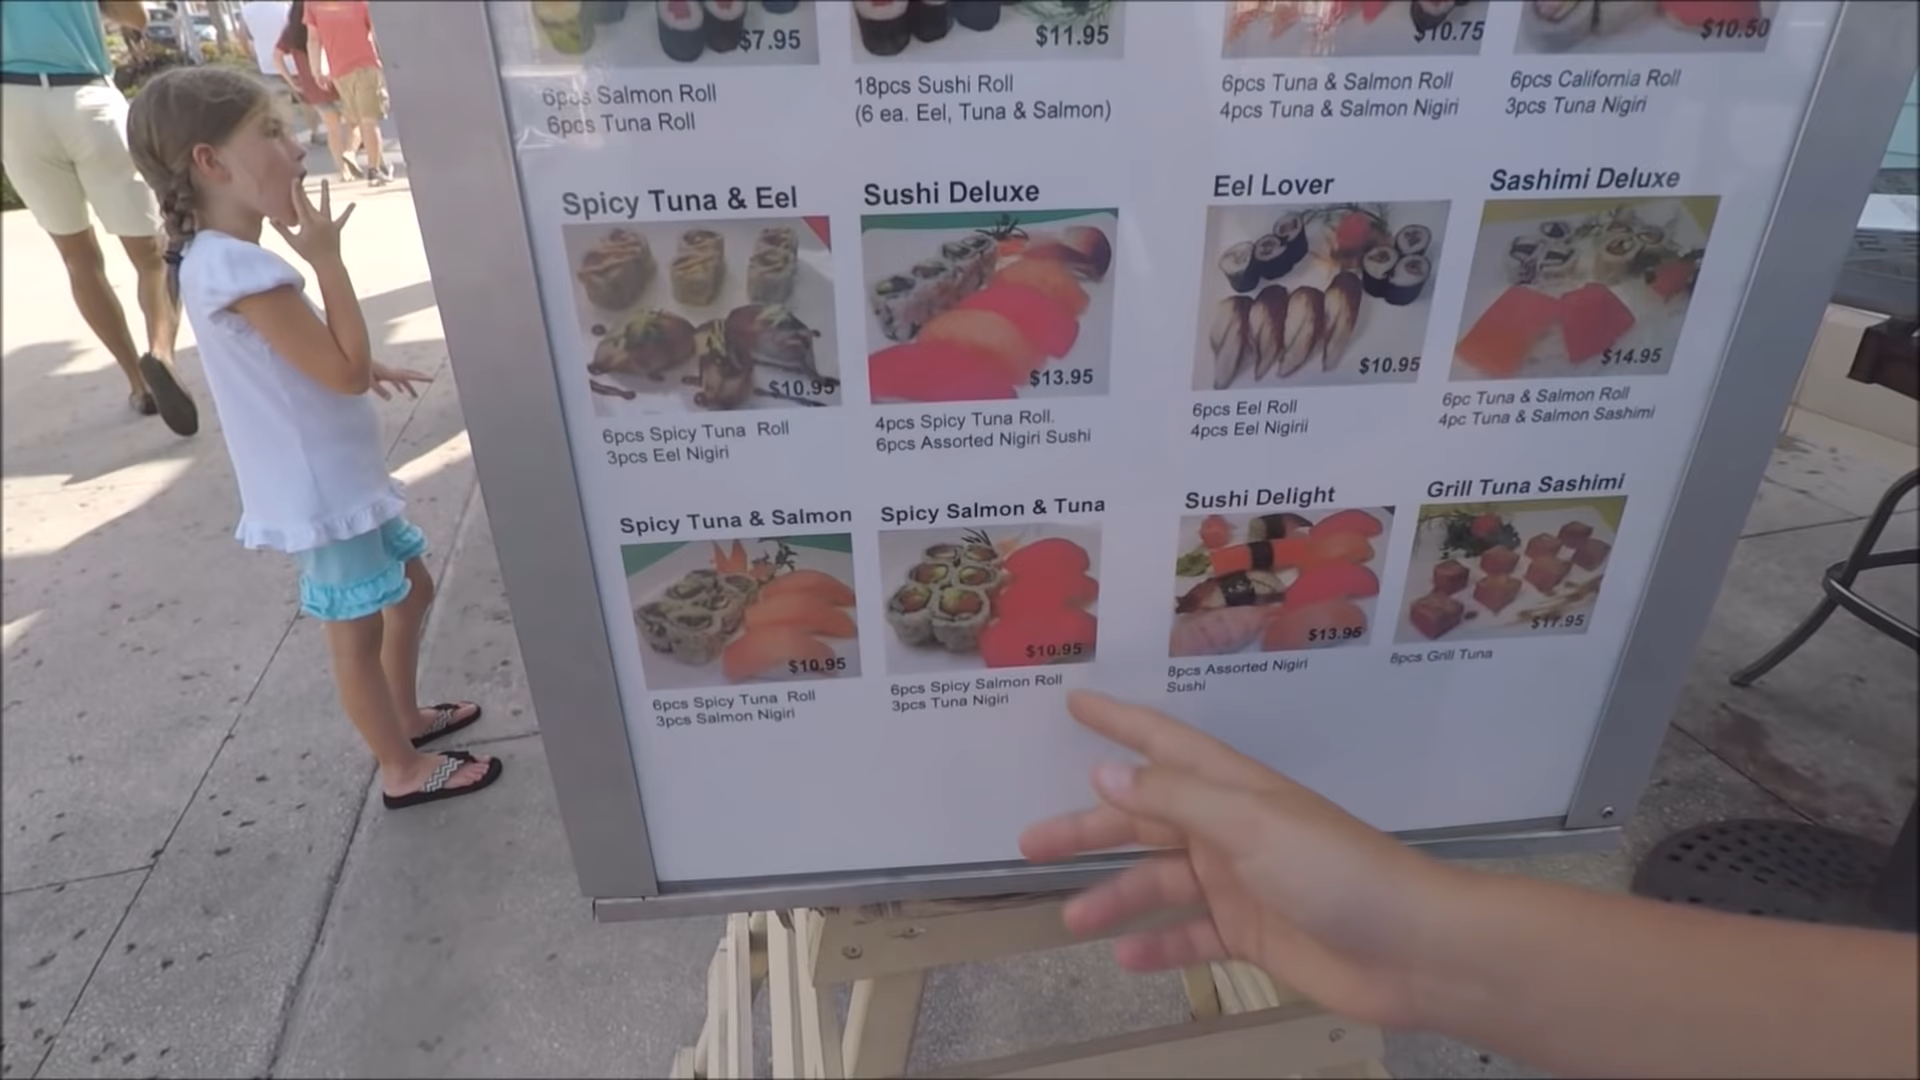 $7.95
$11.95
$10.75
$10.50
6pcs Salmon Roll
6pcs Tuna Roll
18pcs Sushi Roll
(6 ea. Eel, Tuna & Salmon)
6pcs Tuna & Salmon Roll
4pcs Tuna & Salmon Nigiri
6pcs California Roll
3pcs Tuna Nigiri
Spicy Tuna & Eel
$10.95
6pcs Spicy Tuna Roll
3pcs Eel Nigiri
Sushi Deluxe
$13.95
4pcs Spicy Tuna Roll.
6pcs Assorted Nigiri Sushi
Eel Lover
$10.95
6pcs Eel Roll
4pcs Eel Nigirii
Sashimi Deluxe
$14.95
6pc Tuna & Salmon Roll
4pc Tuna & Salmon Sashimi
Spicy Tuna & Salmon
$10.95
6pcs Spicy Tuna Roll
3pcs Salmon Nigiri
Spicy Salmon & Tuna
$10.95
6pcs Spicy Salmon Roll
3pcs Tuna Nigiri
Sushi Delight
$13.95
8pcs Assorted Nigiri
Sushi
Grill Tuna Sashimi
$11.95
8pcs Grill Tuna